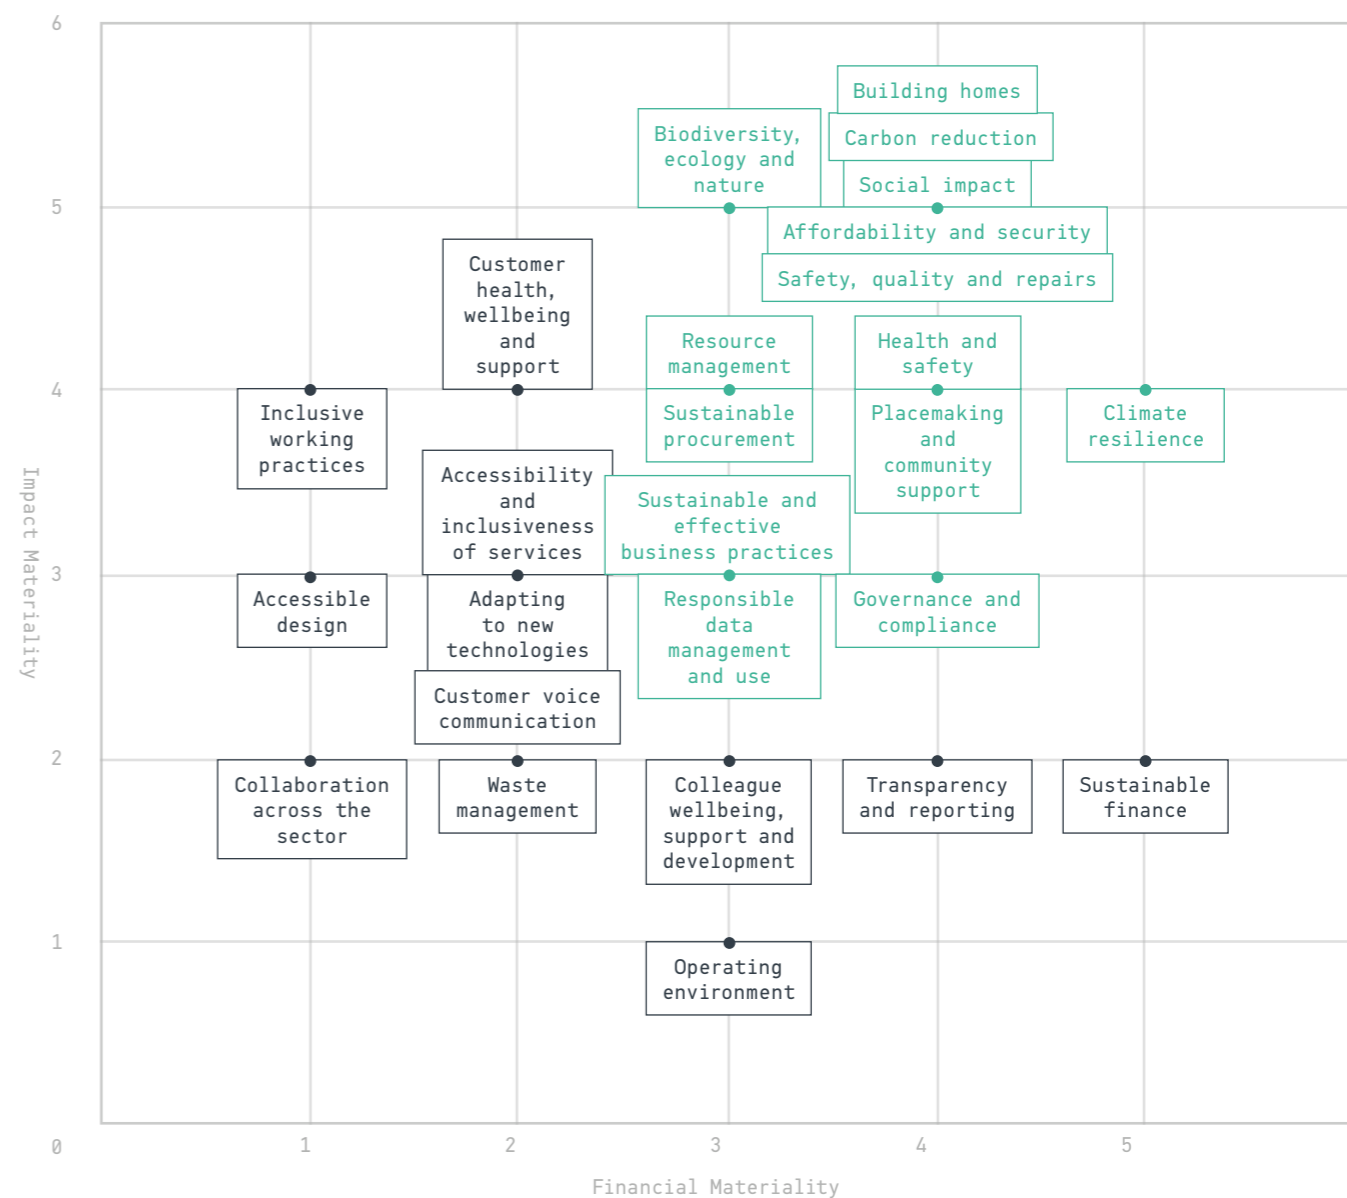 6
Building homes
Carbon reduction
Biodiversity,
ecology and
nature
Social impact
5
Affordability and security
Safety, quality and repairs
Customer
health,
wellbeing
and
support
Resource
management
Health and
safety
4
Inclusive
working
practices
Sustainable
procurement
Placemaking
and
community
support
Climate
resilience
Impact Materiality
Accessibility
and
inclusiveness
of services
Sustainable and
effective
business practices
3
Accessible
design
Adapting
to new
technologies
Responsible
data
management
and use
Governance and
compliance
Customer voice
communication
2
Collaboration
across the
sector
Waste
management
Colleague
wellbeing,
support and
development
Transparency
and reporting
Sustainable
finance
1
Operating
environment
0
1
2
3
4
5
Financial Materiality